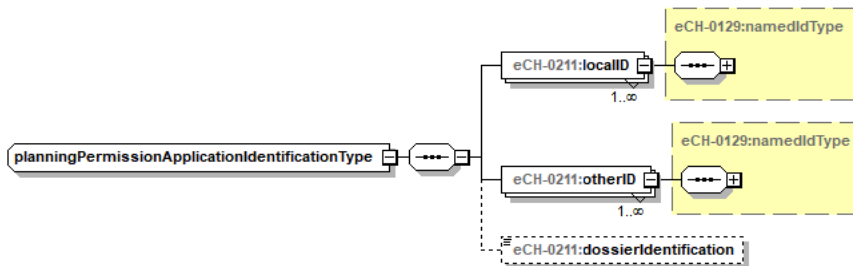 eCH-0129:namedIdType
eCH-0211:localID
1..∞
planningPermissionApplicationIdentificationType
eCH-0129:namedIdType
eCH-0211:otherID
1..∞
eCH-0211:dossierIdentification